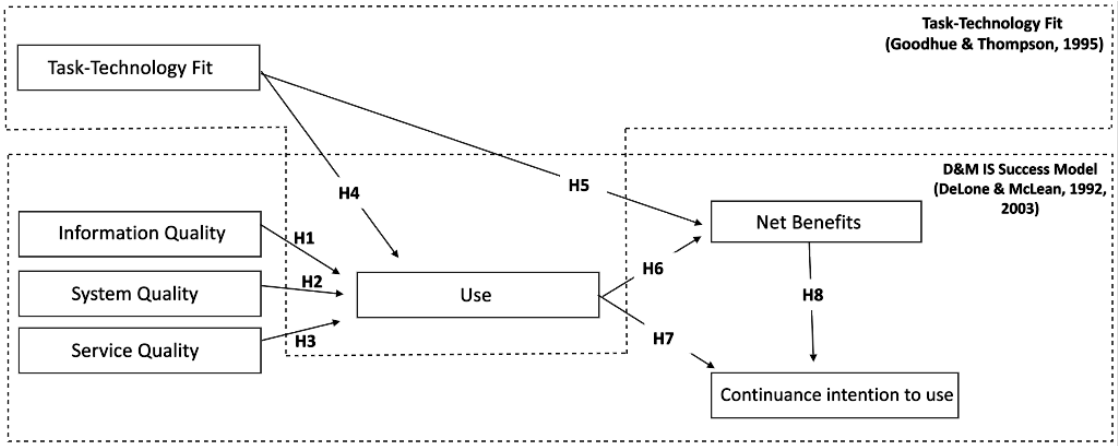 Task-Technology Fit
(Goodhue & Thompson, 1995)
Task-Technology Fit
D&M IS Success Model
(DeLone & McLean, 1992,
2003)
H5
H4
Information Quality
Net Benefits
H1
H6
System Quality
H2
Use
H8
Service Quality
H3
H7
Continuance intention to use